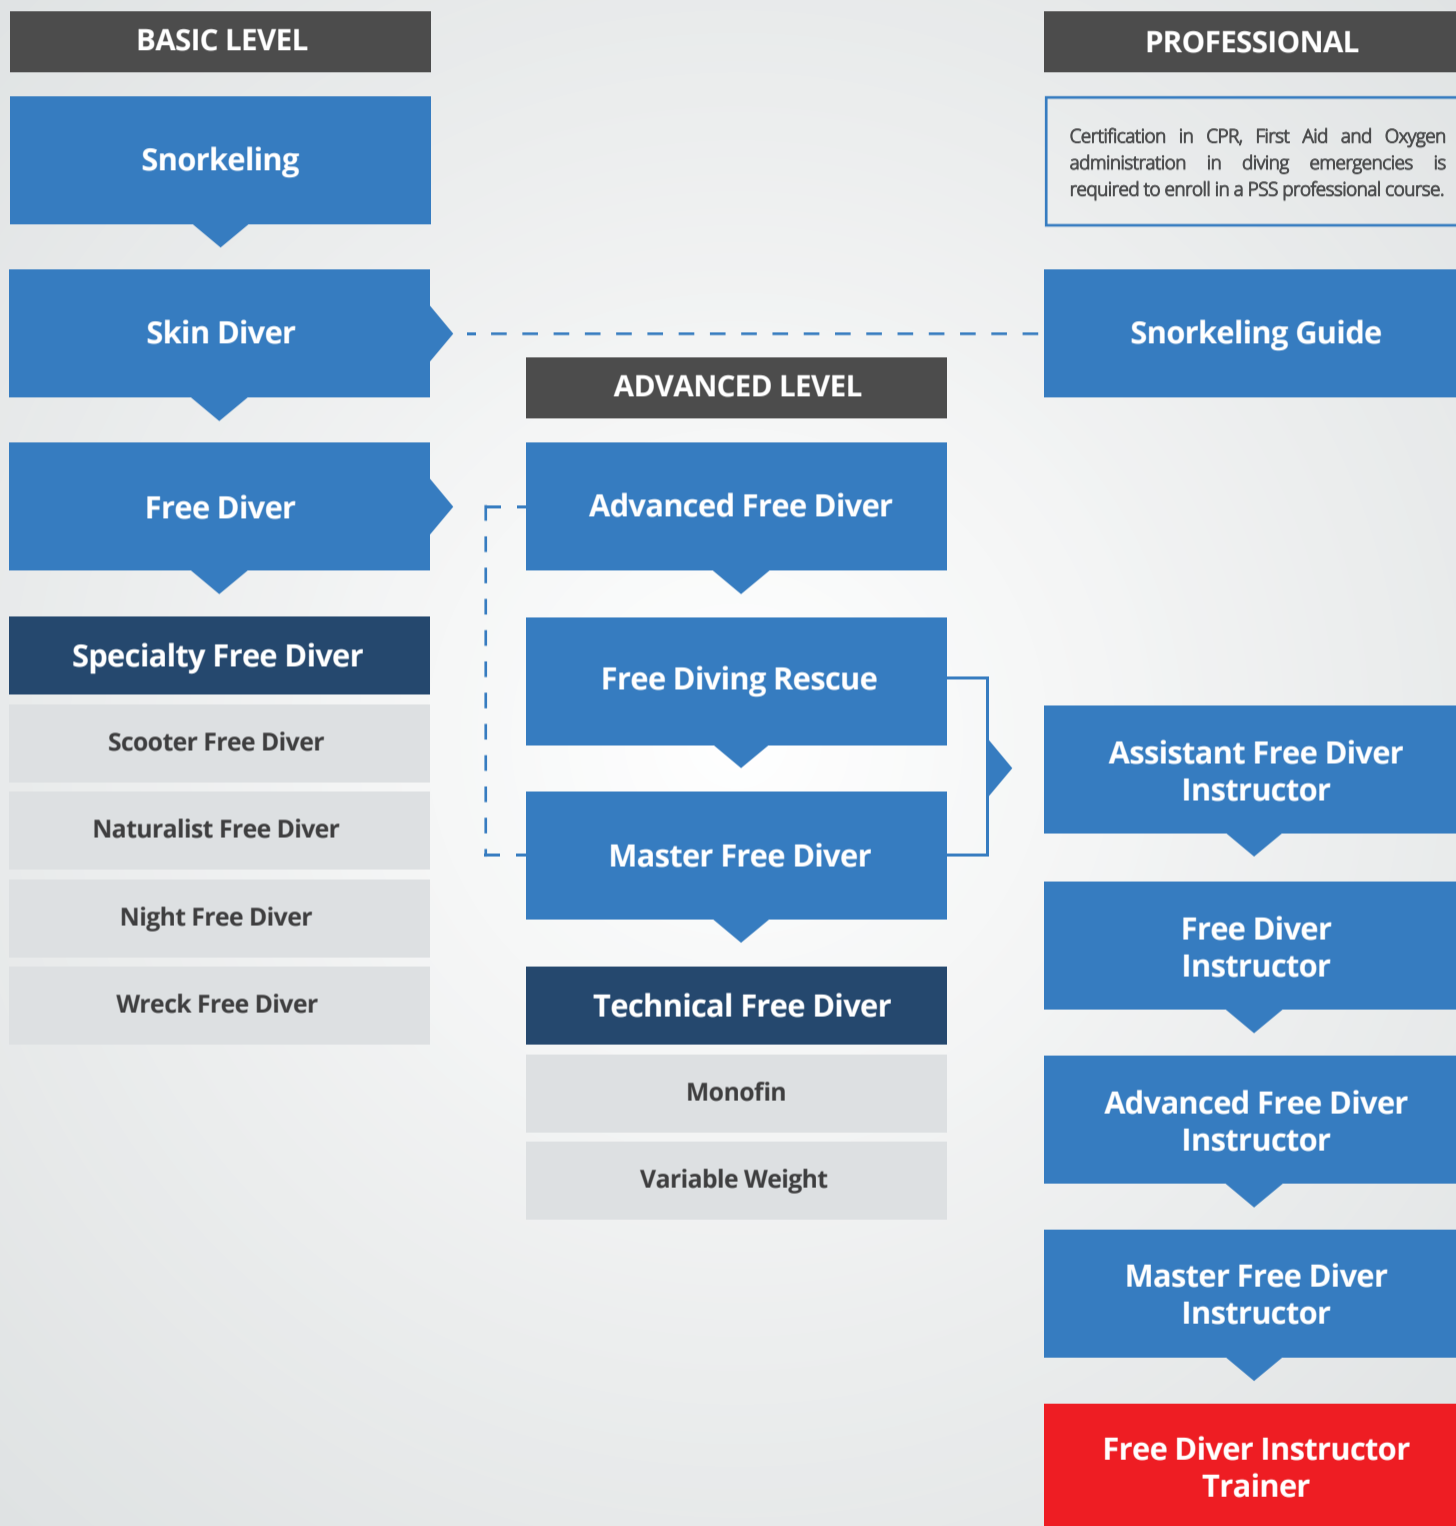 BASIC LEVEL
Snorkeling
Skin Diver
Free Diver
Specialty Free Diver
Scooter Free Diver
Naturalist Free Diver
Night Free Diver
Wreck Free Diver
ADVANCED LEVEL
Advanced Free Diver
Free Diving Rescue
Master Free Diver
Technical Free Diver
Monofin
Variable Weight
PROFESSIONAL
Certification in CPR, First Aid and Oxygen
administration in diving emergencies is
required to enroll in a PSS professional course.
Snorkeling Guide
Assistant Free Diver
Instructor
Free Diver
Instructor
Advanced Free Diver
Instructor
Master Free Diver
Instructor
Free Diver Instructor
Trainer